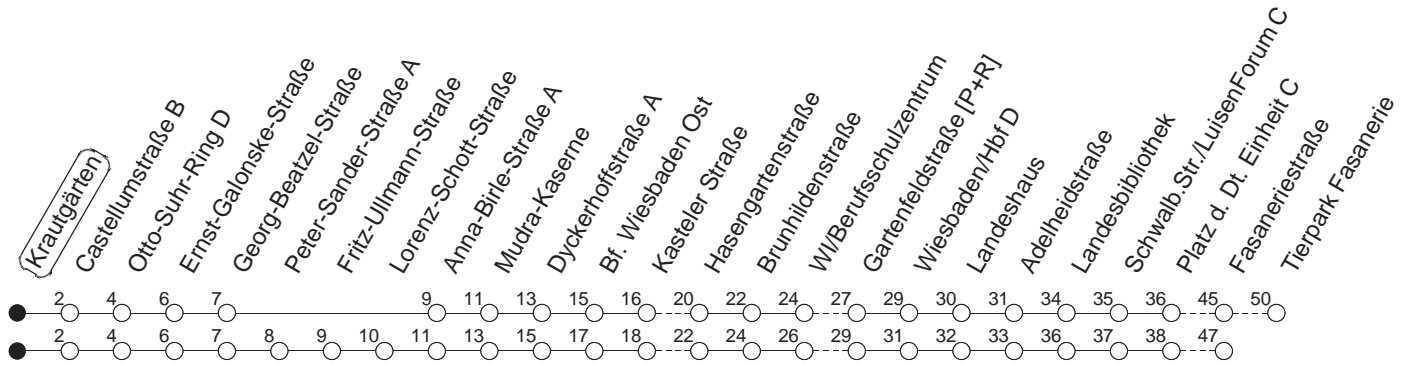 Krautgärten
Castellumstraße B
Otto-Suhr-Ring D
Ernst-Galonske-Straße
Georg-Beatzel-Straße
Peter-Sander-Straße A
Fritz-Ullmann-Straße
Lorenz-Schott-Straße
Anna-Birle-Straße A
Mudra-Kaserne
Dyckerhoffstraße A
Bf. Wiesbaden Ost
Kasteler Straße
Hasengartenstraße
Brunhildenstraße
WI/Berufsschulzentrum
Gartenfeldstraße [P+R]
Wiesbaden/Hbf D
Landeshaus
Adelheidstraße
Landesbibliothek
Schwalb.Str./LuisenForum C
Platz d. Dt. Einheit C
Fasaneriestraße
Tierpark Fasanerie
2 4 6 7 9 11 13 15 16 20 22 24 27 29 30 31 34 35 36 45 50
2 4 6 7 8 9 10 11 13 15 17 18 22 24 26 29 31 32 33 36 37 38 47